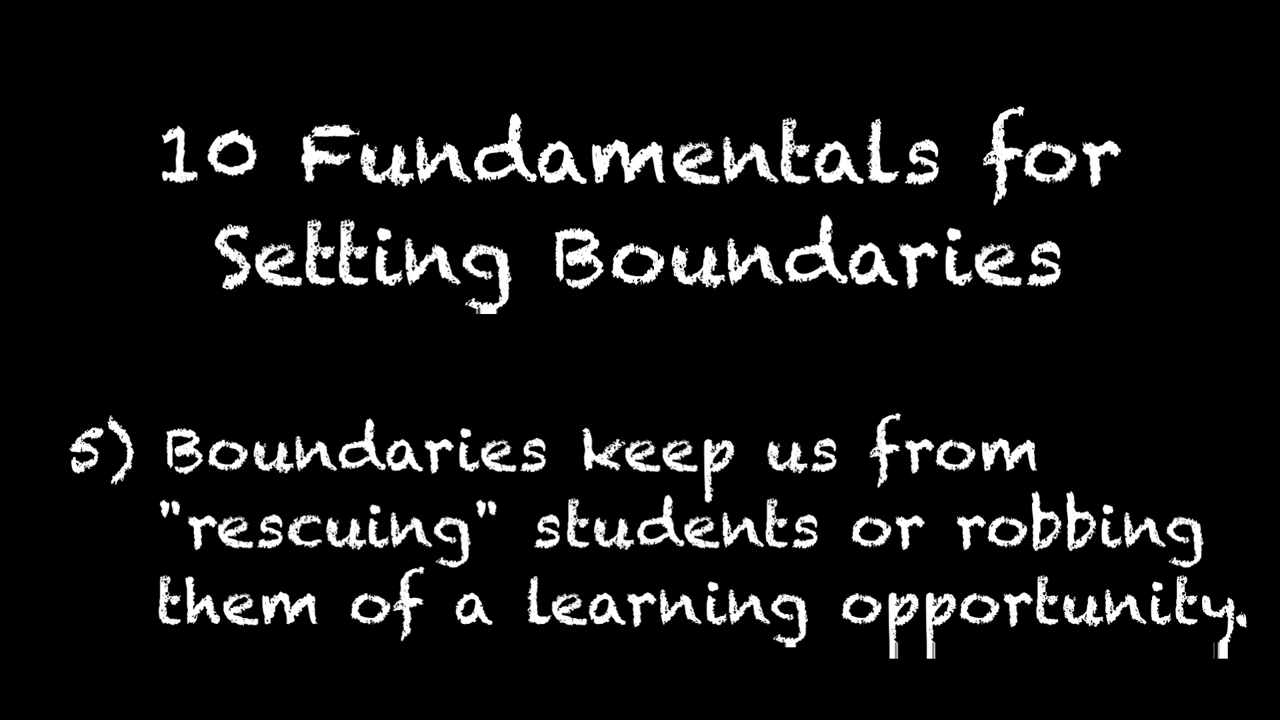 10 Fundamentals for
Setting Boundaries
5) Boundaries keep us from
"rescuing" students or robbing
them of a learning opportunity.